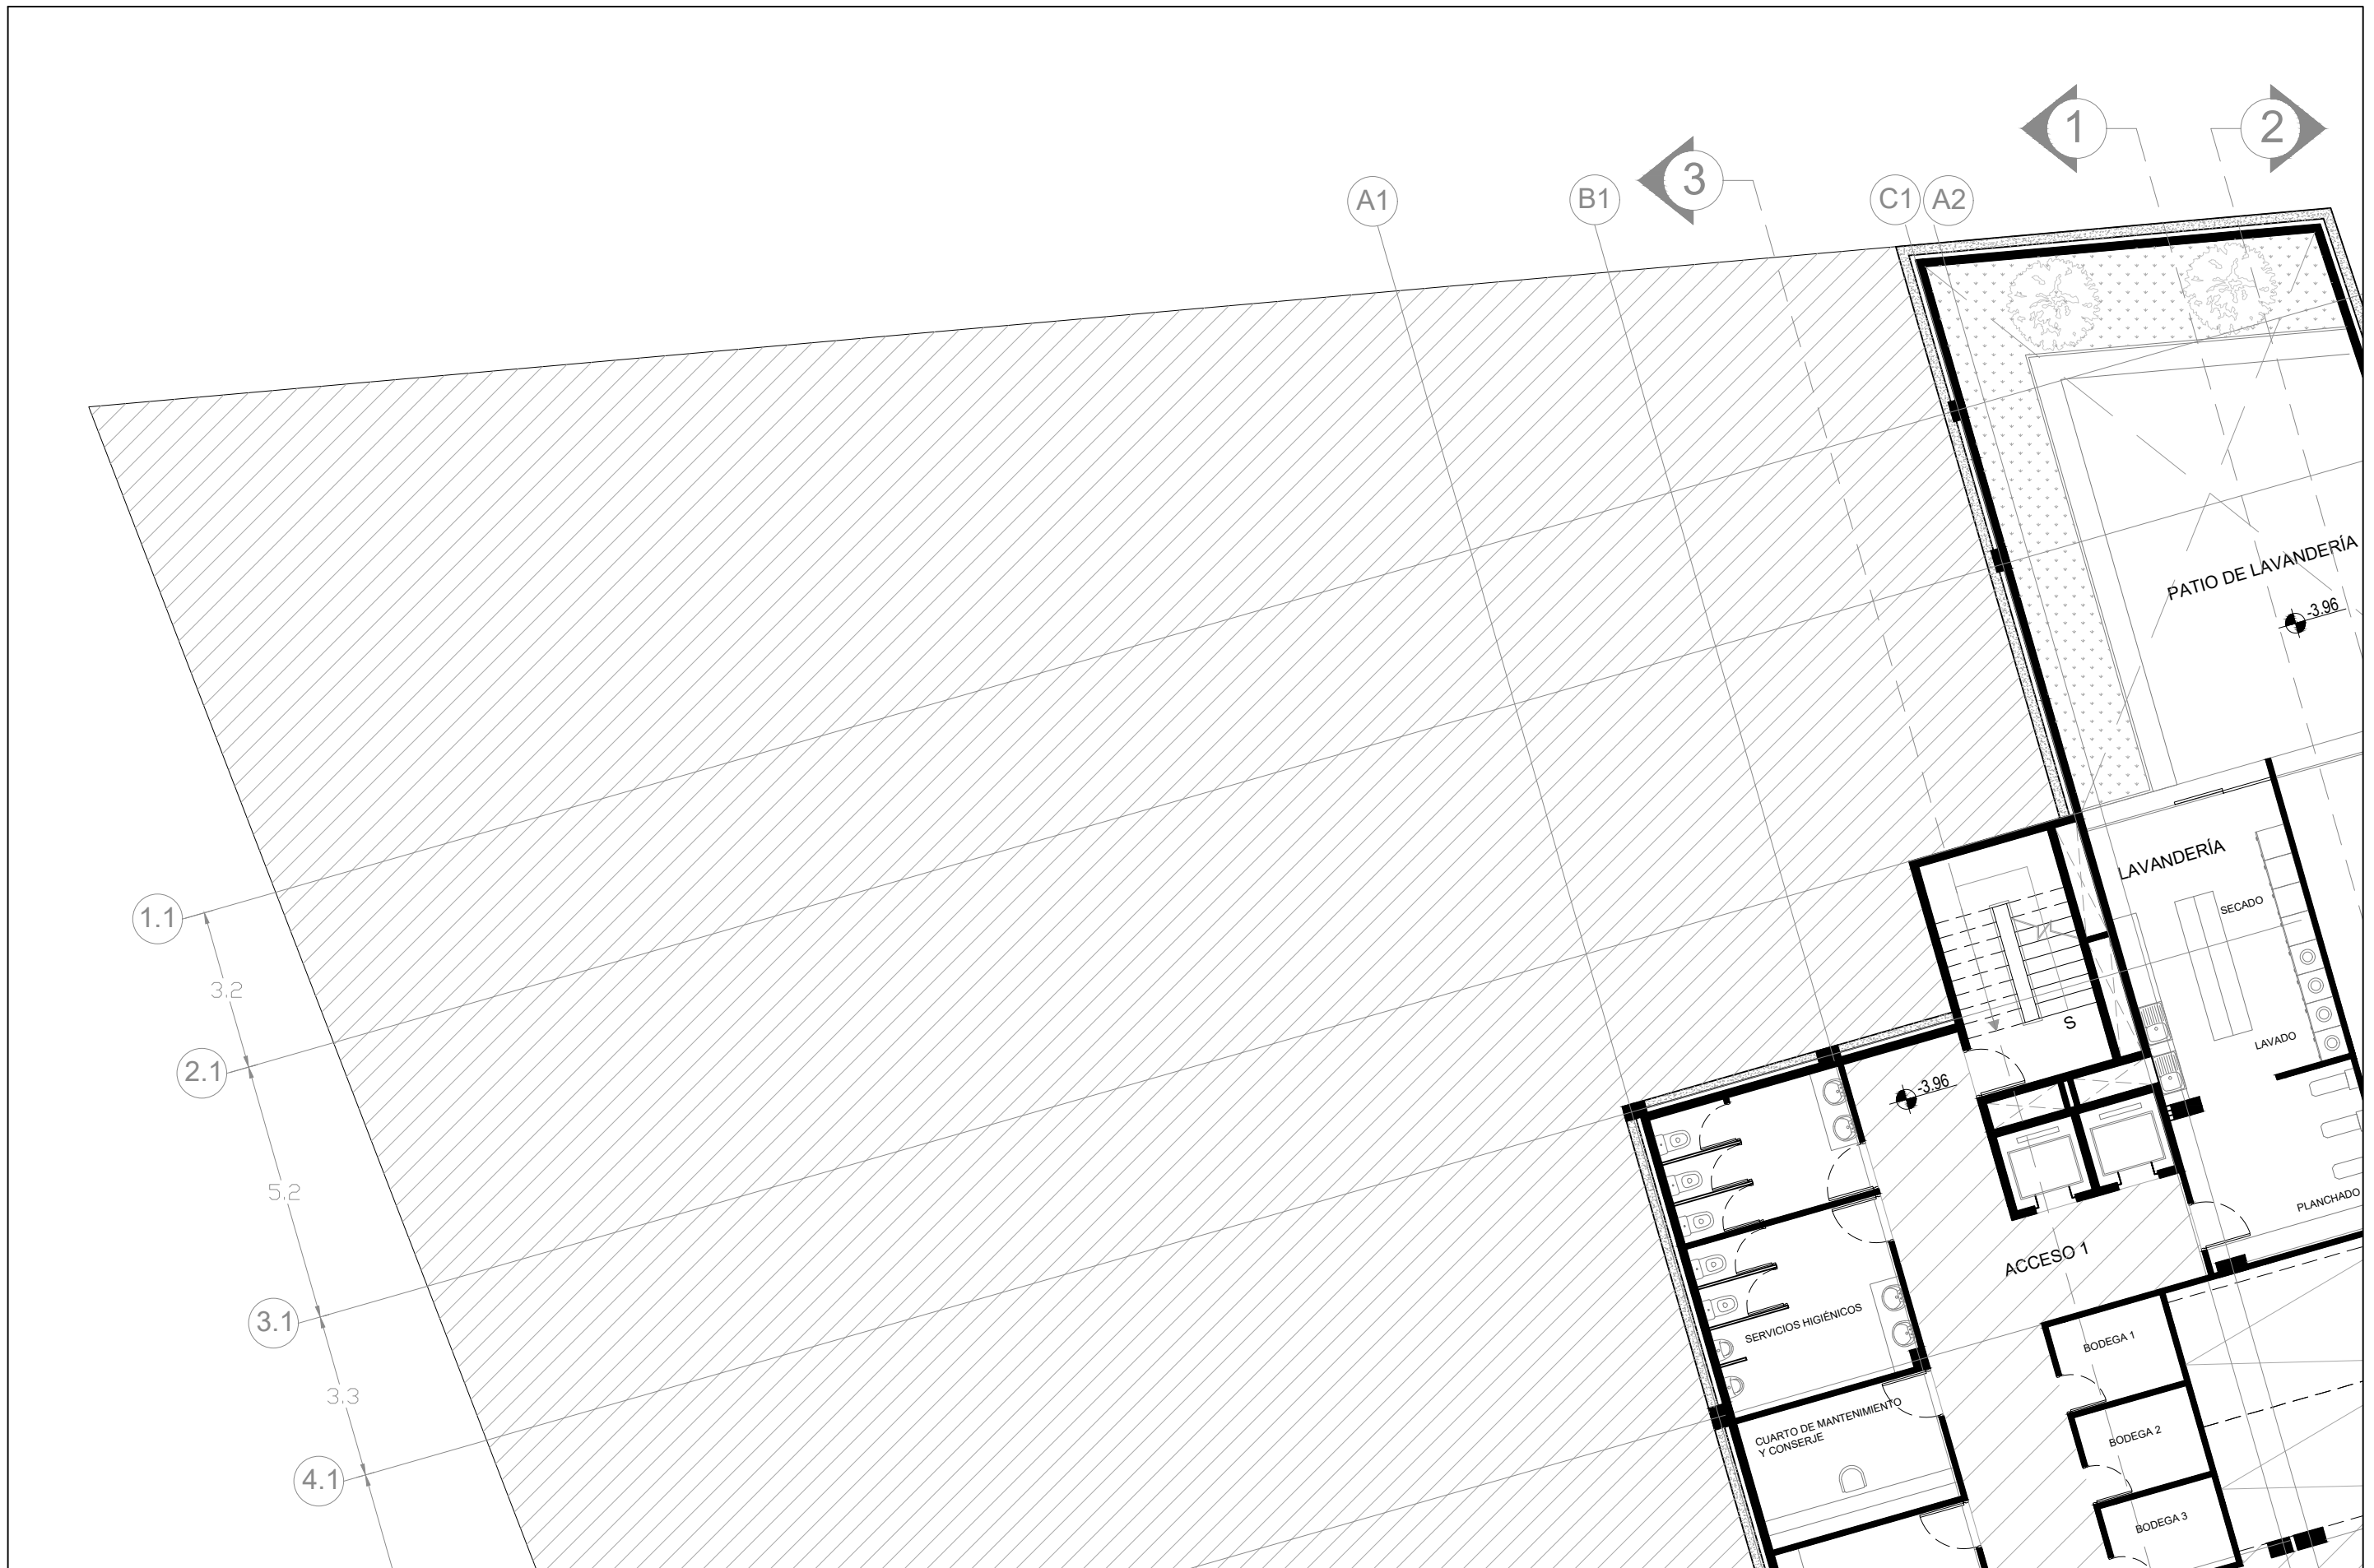 1
2
3
A1
B1
C1
A2
PATIO DE LAVANDERÍA
-3.96
LAVANDERÍA
SECADO
1.1
3.2
S
LAVADO
2.1
-3.96
5.2
PLANCHADO
ACCESO 1
3.1
SERVICIOS HIGIÉNICOS
BODEGA 1
3.3
CUARTO DE MANTENIMIENTO
Y CONSERJE
BODEGA 2
4.1
BODEGA 3